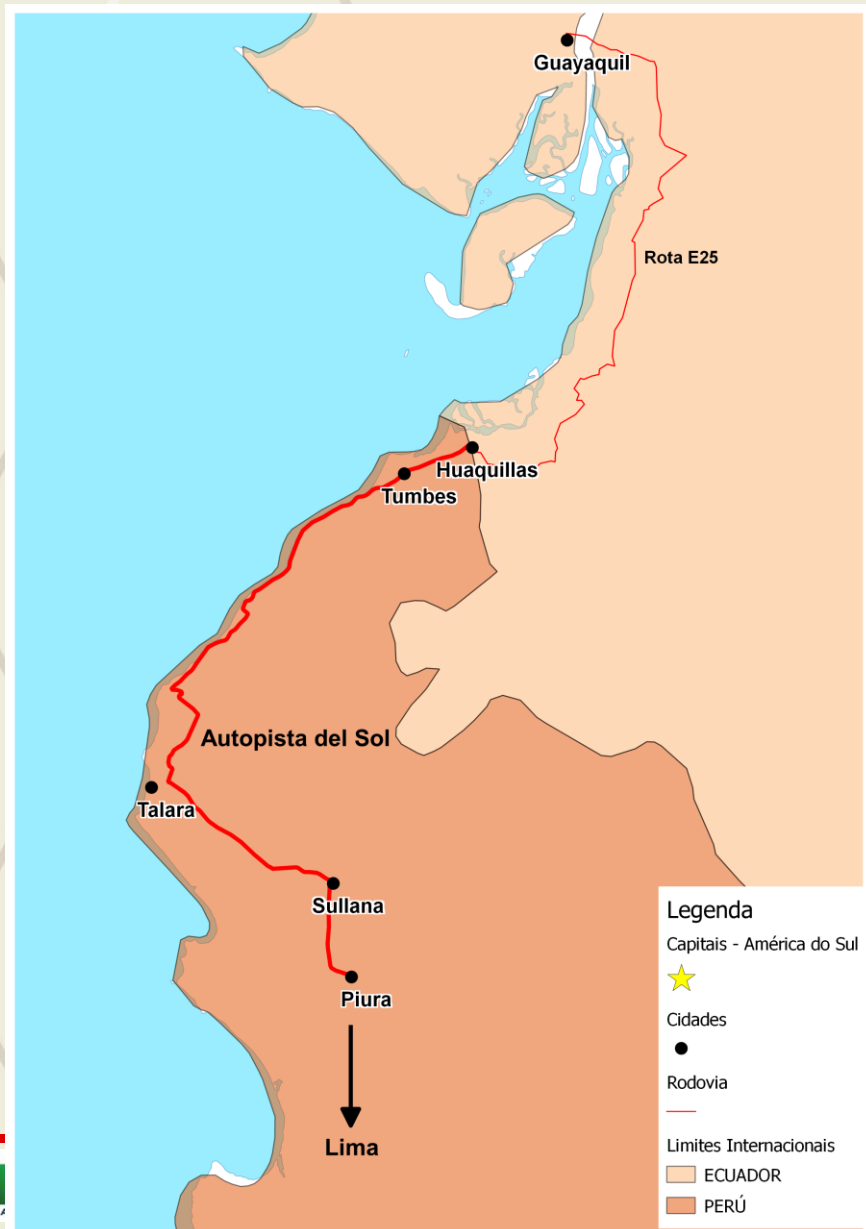 Guayaquil
Rota E25
Huaquillas
Tumbes
Autopista del Sol
Talara
Sullana
Piura
Lima
Legenda
Capitais - América do Sul
Cidades
Rodovia
Limites Internacionais
ECUADOR
PERÚ